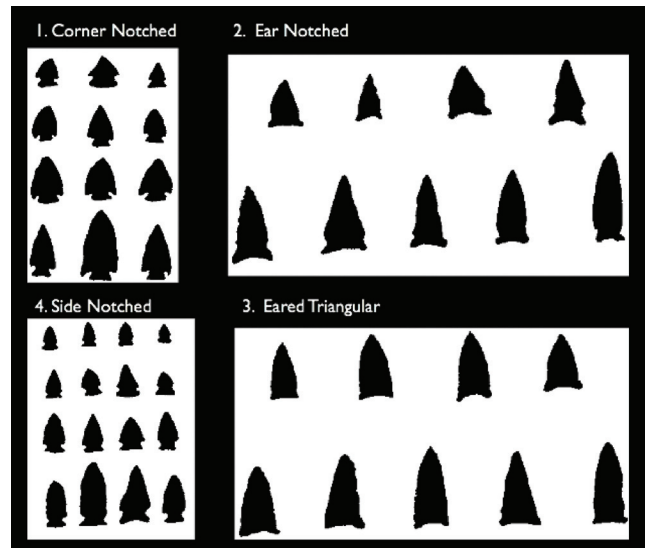 1. Corner Notched
2. Ear Notched
4. Side Notched
3. Eared Triangular